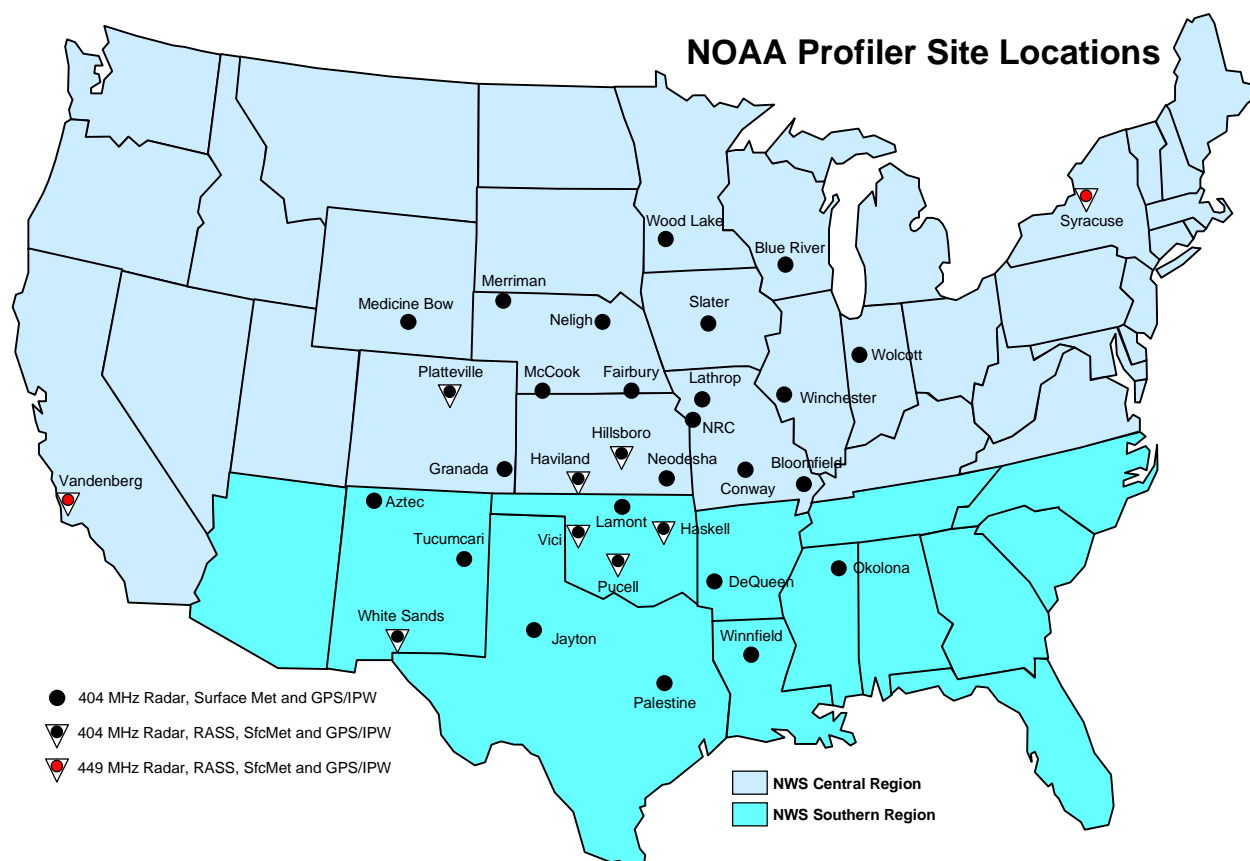 NOAA Profiler Site Locations
Wood Lake
Syracuse
Blue River
Merriman
Medicine Bow
Neligh
Slater
Wolcott
Platteville
McCook
Fairbury
Lathrop
Winchester
NRC
Hillsboro
Haviland
Neodesha
Bloomfield
Granada
Conway
Vandenberg
Aztec
Lamont
Haskell
Tucumcari
Vici
Okolona
Pucell
DeQueen
White Sands
Jayton
Winnfield
Palestine
404 MHz Radar, Surface Met and GPS/IPW
404 MHz Radar, RASS, SfcMet and GPS/IPW
449 MHz Radar, RASS, SfcMet and GPS/IPW
NWS Central Region
NWS Southern Region